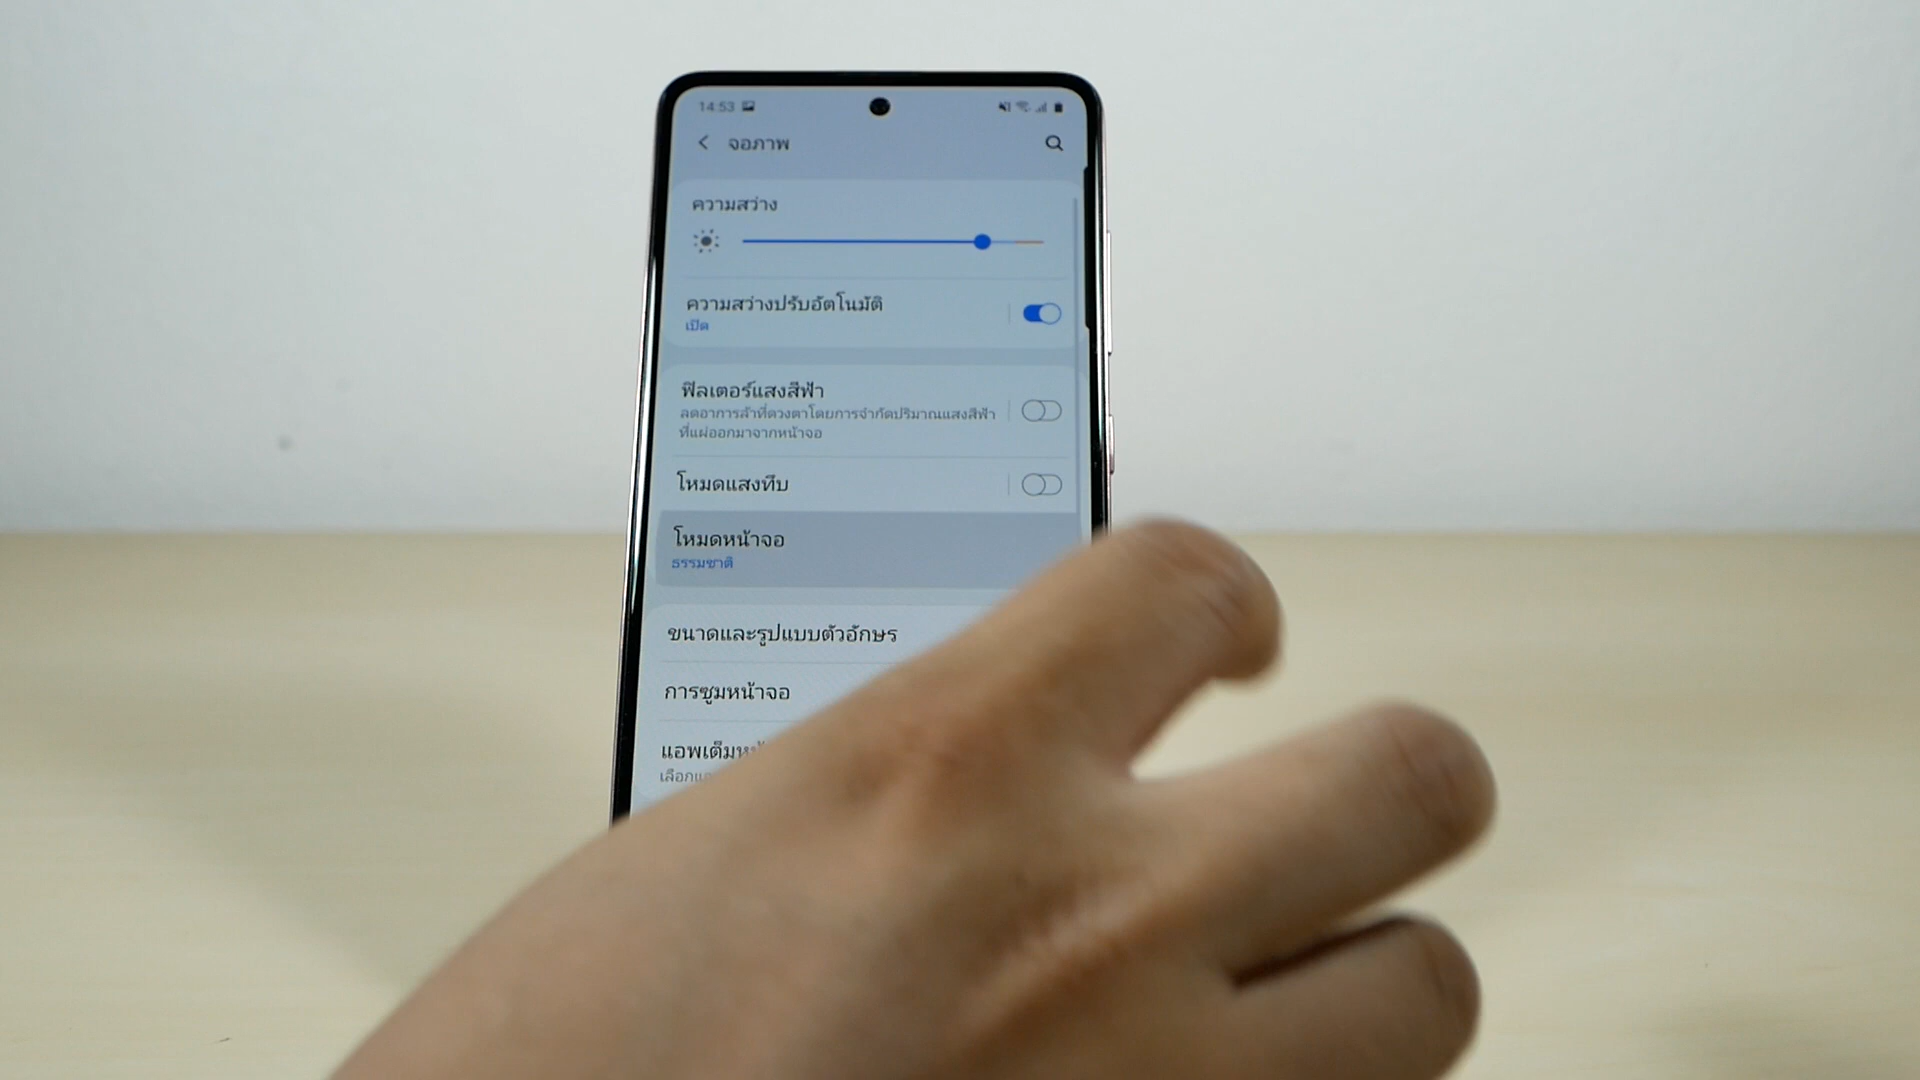 14:53
จอภาพ
ความสว่าง
ความสว่างปรับอัตโนมัติ
เปิด
ฟิลเตอร์แสงสีฟ้า
ลดอาการล้าที่ดวงตาโดยการจำกัดปริมาณแสงสีฟ้า
ที่แผ่ออกมาจากหน้าจอ
โหมดแสงทึบ
โหมดหน้าจอ
ธรรมชาติ
ขนาดและรูปแบบตัวอักษร
การซูมหน้าจอ
แอพเต็ม